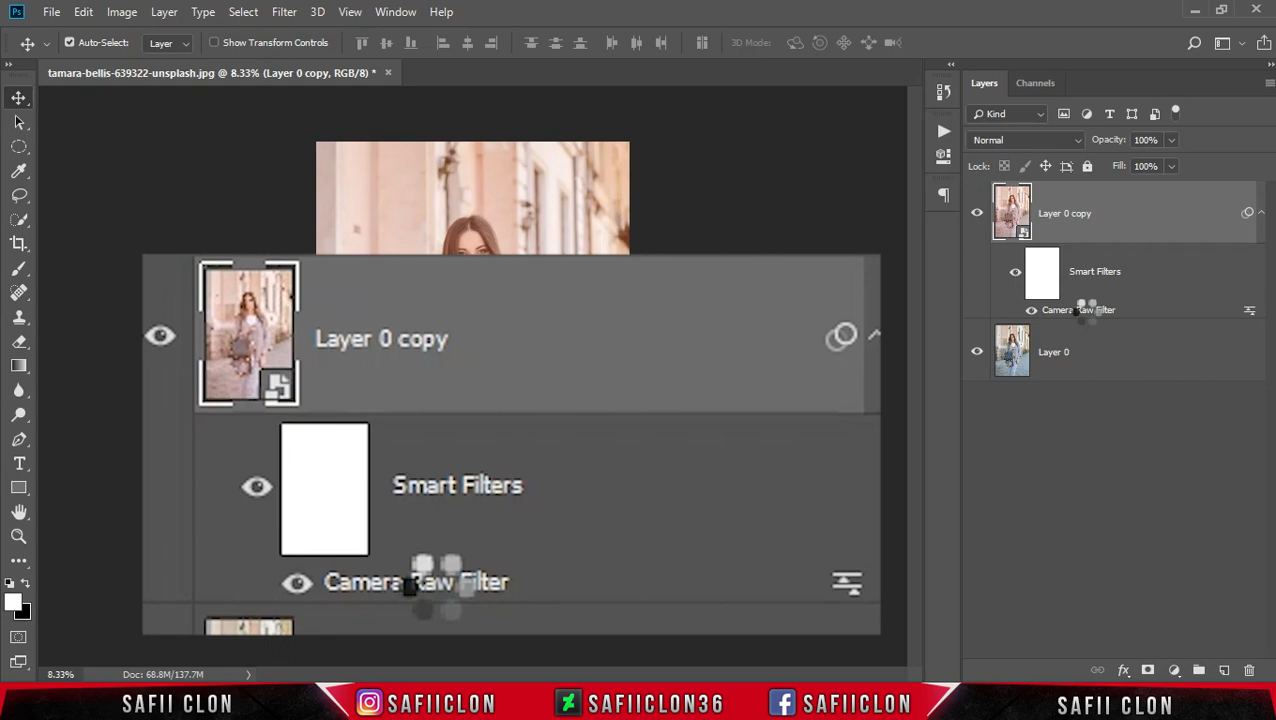 Ps File Edit Image Layer Type Select Filter 3D View Window Help
Auto-Select: Layer Show Transform Controls 3D Mode:
tamara-bellis-639322-unsplash.jpg @ 8.33% (Layer 0 copy, RGB/8) *
Layers Channels
Kind
Normal Opacity: 100%
Lock: Fill: 100%
Layer 0 copy
Smart Filters
Camera Raw Filter
Layer 0
Layer 0 copy
Smart Filters
Camera Raw Filter
8.33% Doc: 68.8M/137.7M
SAFII CLON SAFIICLON SAFIICLON36 SAFIICLON SAFII CLON